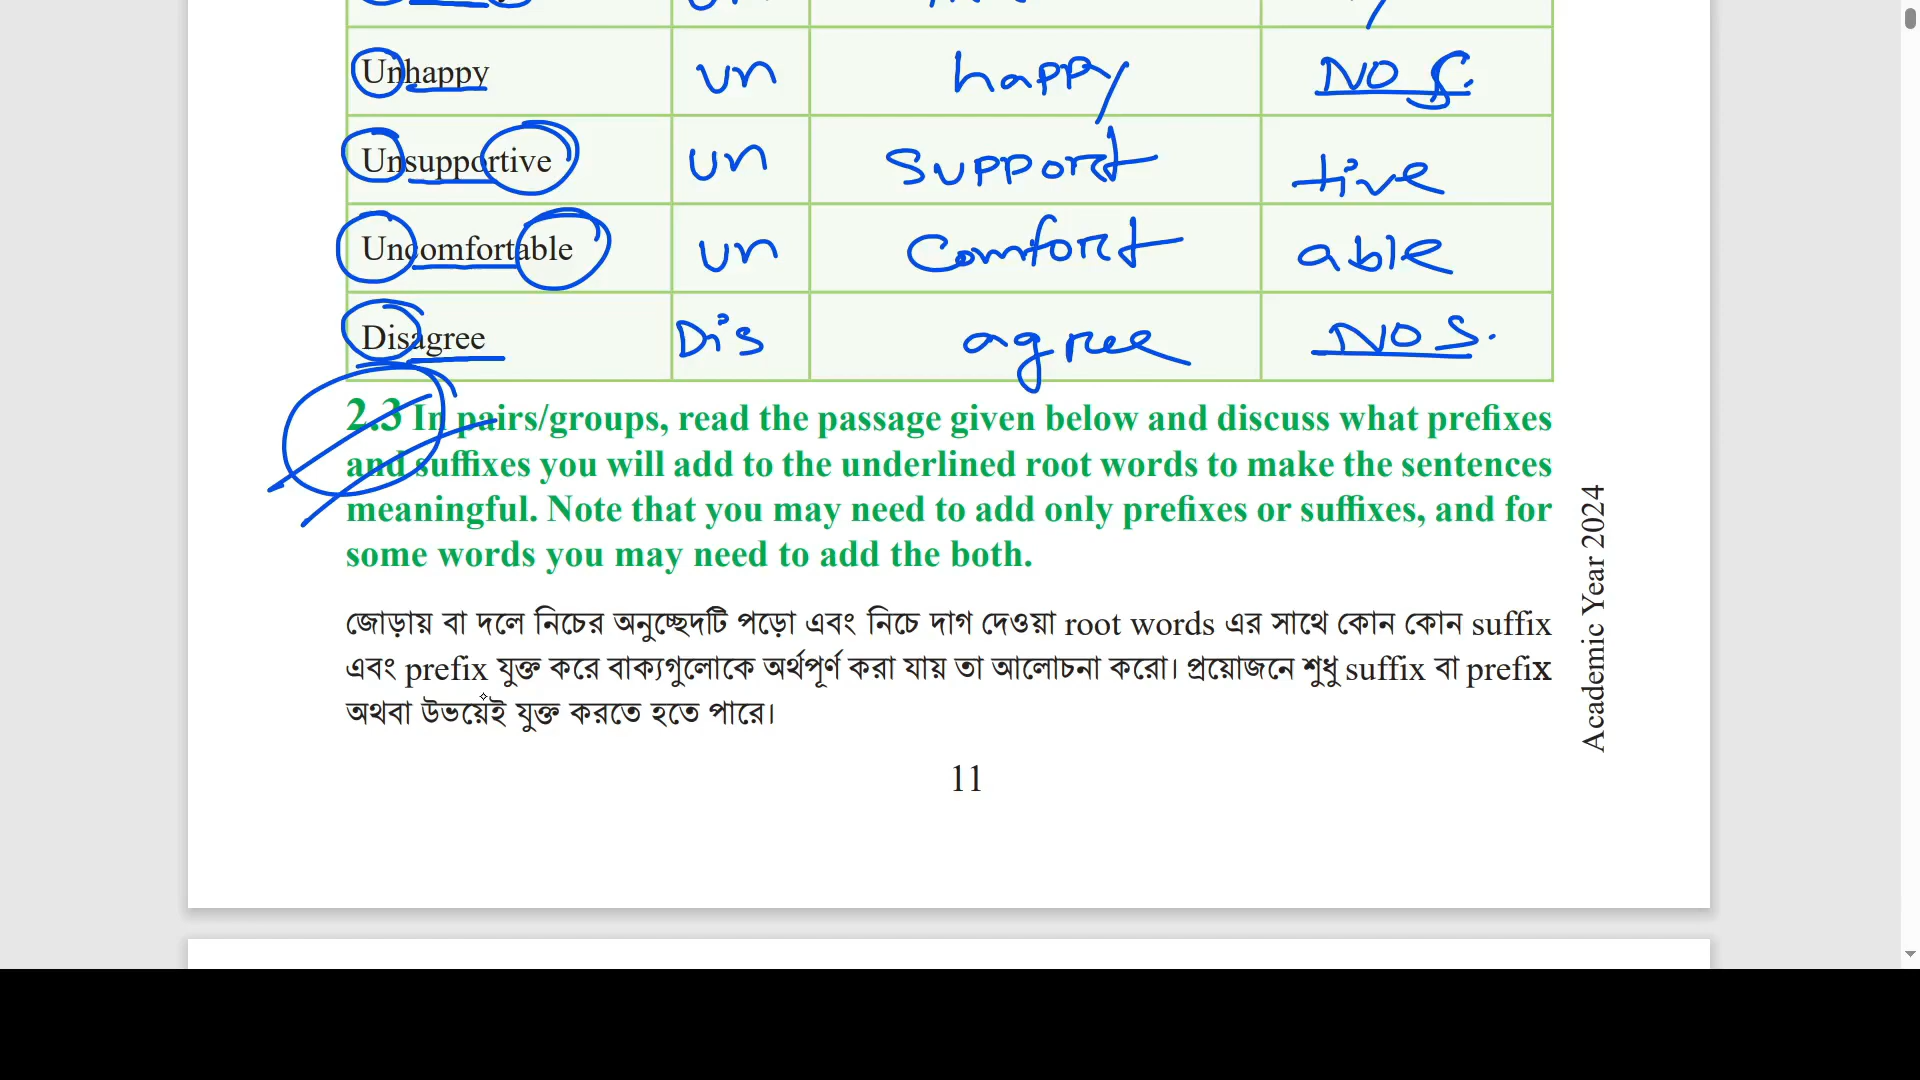 Unhappy un happy NO S.
Unsupportive un Support tive
Uncomfortable un Comfort able
Disagree Dis agree NO S.
2.3 In pairs/groups, read the passage given below and discuss what prefixes
and suffixes you will add to the underlined root words to make the sentences
meaningful. Note that you may need to add only prefixes or suffixes, and for
some words you may need to add the both.
জোড়ায় বা দলে নিচের অনুচ্ছেদটি পড়ো এবং নিচে দাগ দেওয়া root words এর সাথে কোন কোন suffix
এবং prefix যুক্ত করে বাক্যগুলোকে অর্থপূর্ণ করা যায় তা আলোচনা করো। প্রয়োজনে শুধু suffix বা prefix
অথবা উভয়েই যুক্ত করতে হতে পারে।
11
Academic Year 2024